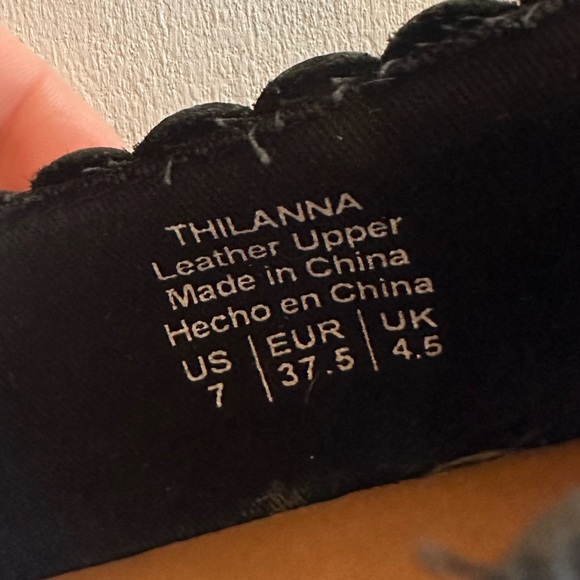 THILANNA
Leather Upper
Made in China
Hecho en China
US | EUR | UK
7 | 37.5 | 4.5